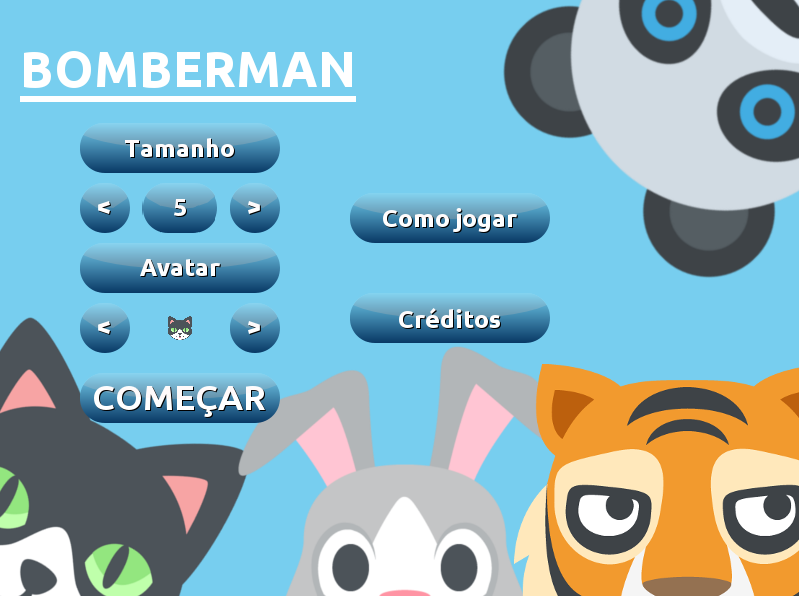 BOMBERMAN
Tamanho
< 5 >
Avatar
< >
COMEÇAR
Como jogar
Créditos